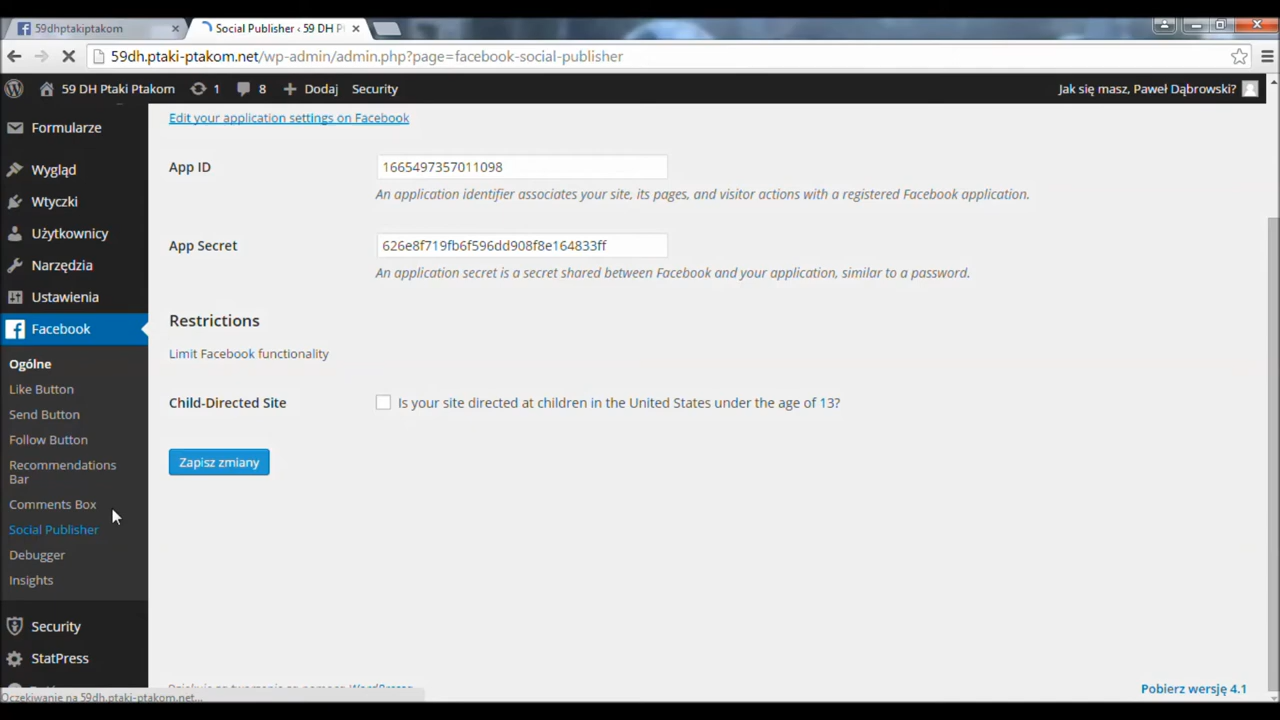 59dhptakiptakom
Social Publisher ‹ 59 DH P
59dh.ptaki-ptakom.net/wp-admin/admin.php?page=facebook-social-publisher
59 DH Ptaki Ptakom 1 8 Dodaj Security Jak się masz, Paweł Dąbrowski?
Formularze
Wygląd
Wtyczki
Użytkownicy
Narzędzia
Ustawienia
Facebook
Ogólne
Like Button
Send Button
Follow Button
Recommendations
Bar
Comments Box
Social Publisher
Debugger
Insights
Security
StatPress
Edit your application settings on Facebook
App ID 1665497357011098
An application identifier associates your site, its pages, and visitor actions with a registered Facebook application.
App Secret 626e8f719fb6f596dd908f8e164833ff
An application secret is a secret shared between Facebook and your application, similar to a password.
Restrictions
Limit Facebook functionality
Child-Directed Site Is your site directed at children in the United States under the age of 13?
Zapisz zmiany
Pobierz wersję 4.1
Oczekiwanie na 59dh.ptaki-ptakom.net...